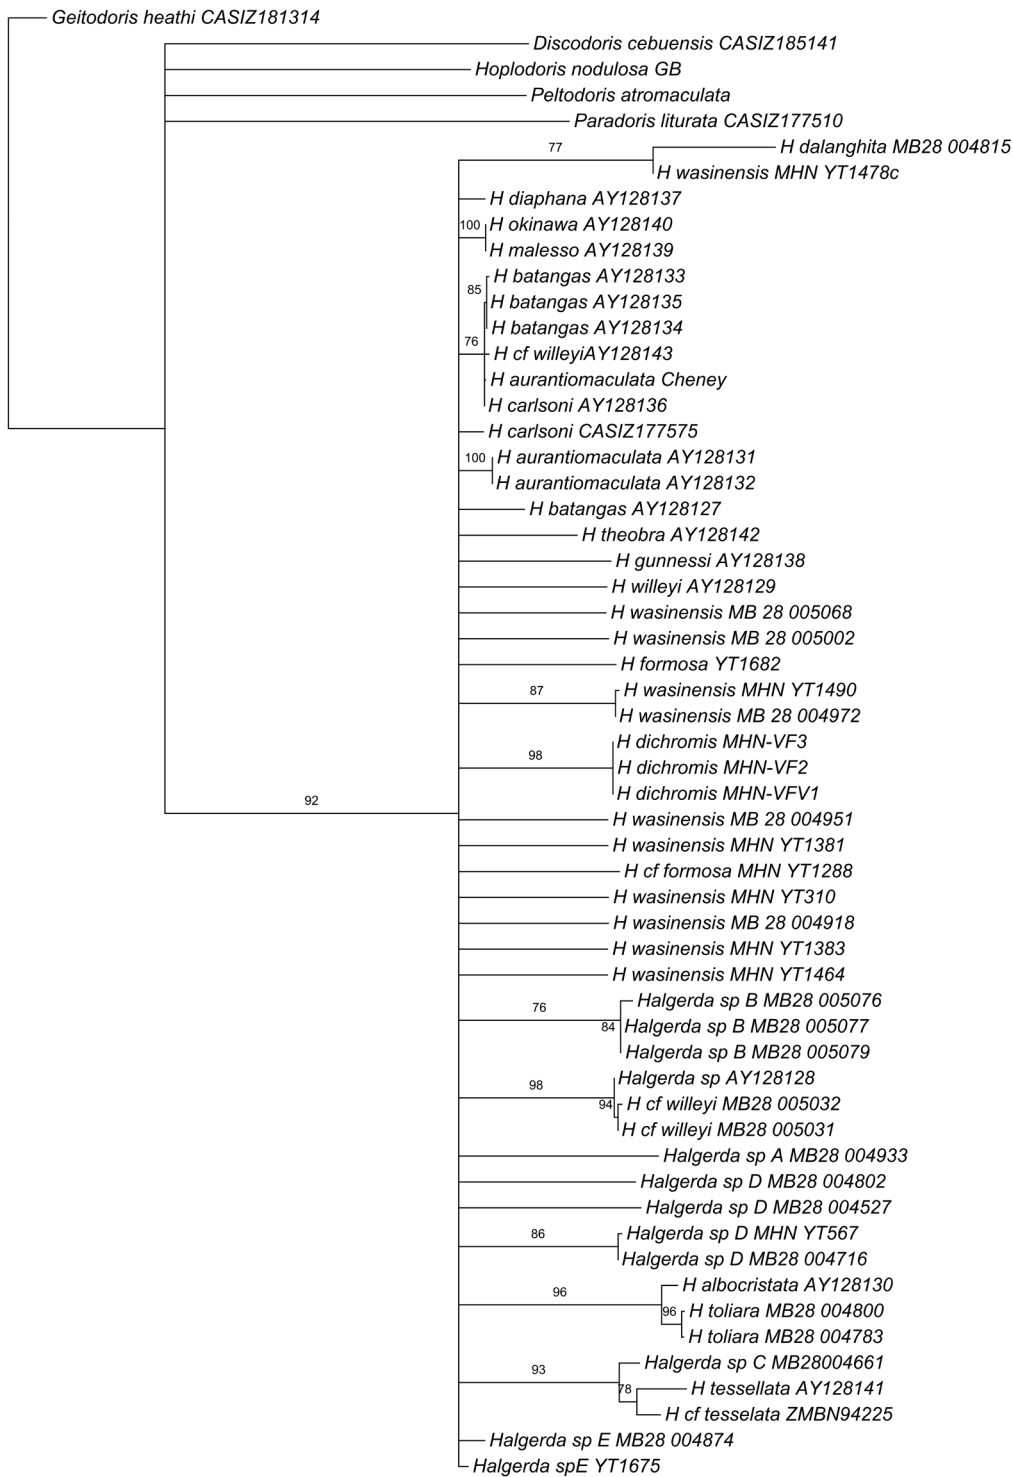 Geitodoris heathi CASIZ181314
Discodoris cebuensis CASIZ185141
Hoplodoris nodulosa GB
Peltodoris atromaculata
Paradoris liturata CASIZ177510
77
H dalanghita MB28 004815
H wasinensis MHN YT1478c
H diaphana AY128137
100
H okinawa AY128140
H malesso AY128139
H batangas AY128133
85
H batangas AY128135
H batangas AY128134
76
H cf willeyiAY128143
H aurantiomaculata Cheney
H carlsoni AY128136
H carlsoni CASIZ177575
100
H aurantiomaculata AY128131
H aurantiomaculata AY128132
H batangas AY128127
H theobra AY128142
H gunnessi AY128138
H willeyi AY128129
H wasinensis MB 28 005068
H wasinensis MB 28 005002
H formosa YT1682
87
H wasinensis MHN YT1490
H wasinensis MB 28 004972
H dichromis MHN-VF3
98
H dichromis MHN-VF2
H dichromis MHN-VFV1
92
H wasinensis MB 28 004951
H wasinensis MHN YT1381
H cf formosa MHN YT1288
H wasinensis MHN YT310
H wasinensis MB 28 004918
H wasinensis MHN YT1383
H wasinensis MHN YT1464
76
Halgerda sp B MB28 005076
84
Halgerda sp B MB28 005077
Halgerda sp B MB28 005079
98
Halgerda sp AY128128
94
H cf willeyi MB28 005032
H cf willeyi MB28 005031
Halgerda sp A MB28 004933
Halgerda sp D MB28 004802
Halgerda sp D MB28 004527
86
Halgerda sp D MHN YT567
Halgerda sp D MB28 004716
96
H albocristata AY128130
96
H toliara MB28 004800
H toliara MB28 004783
93
Halgerda sp C MB28004661
78
H tessellata AY128141
H cf tesselata ZMBN94225
Halgerda sp E MB28 004874
Halgerda spE YT1675